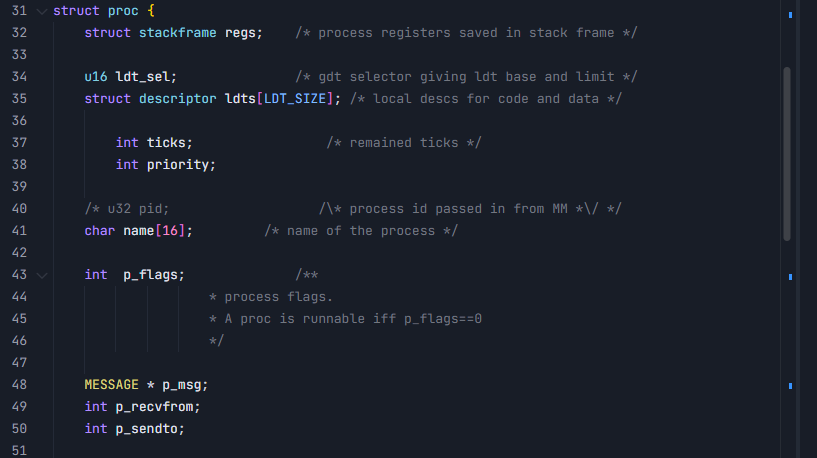 31 struct proc {
32 struct stackframe regs; /* process registers saved in stack frame */
33
34 u16 ldt_sel; /* gdt selector giving ldt base and limit */
35 struct descriptor ldts[LDT_SIZE]; /* local descs for code and data */
36
37 int ticks; /* remained ticks */
38 int priority;
39
40 /* u32 pid; /\* process id passed in from MM *\/ */
41 char name[16]; /* name of the process */
42
43 int p_flags; /**
44 * process flags.
45 * A proc is runnable iff p_flags==0
46 */
47
48 MESSAGE * p_msg;
49 int p_recvfrom;
50 int p_sendto;
51